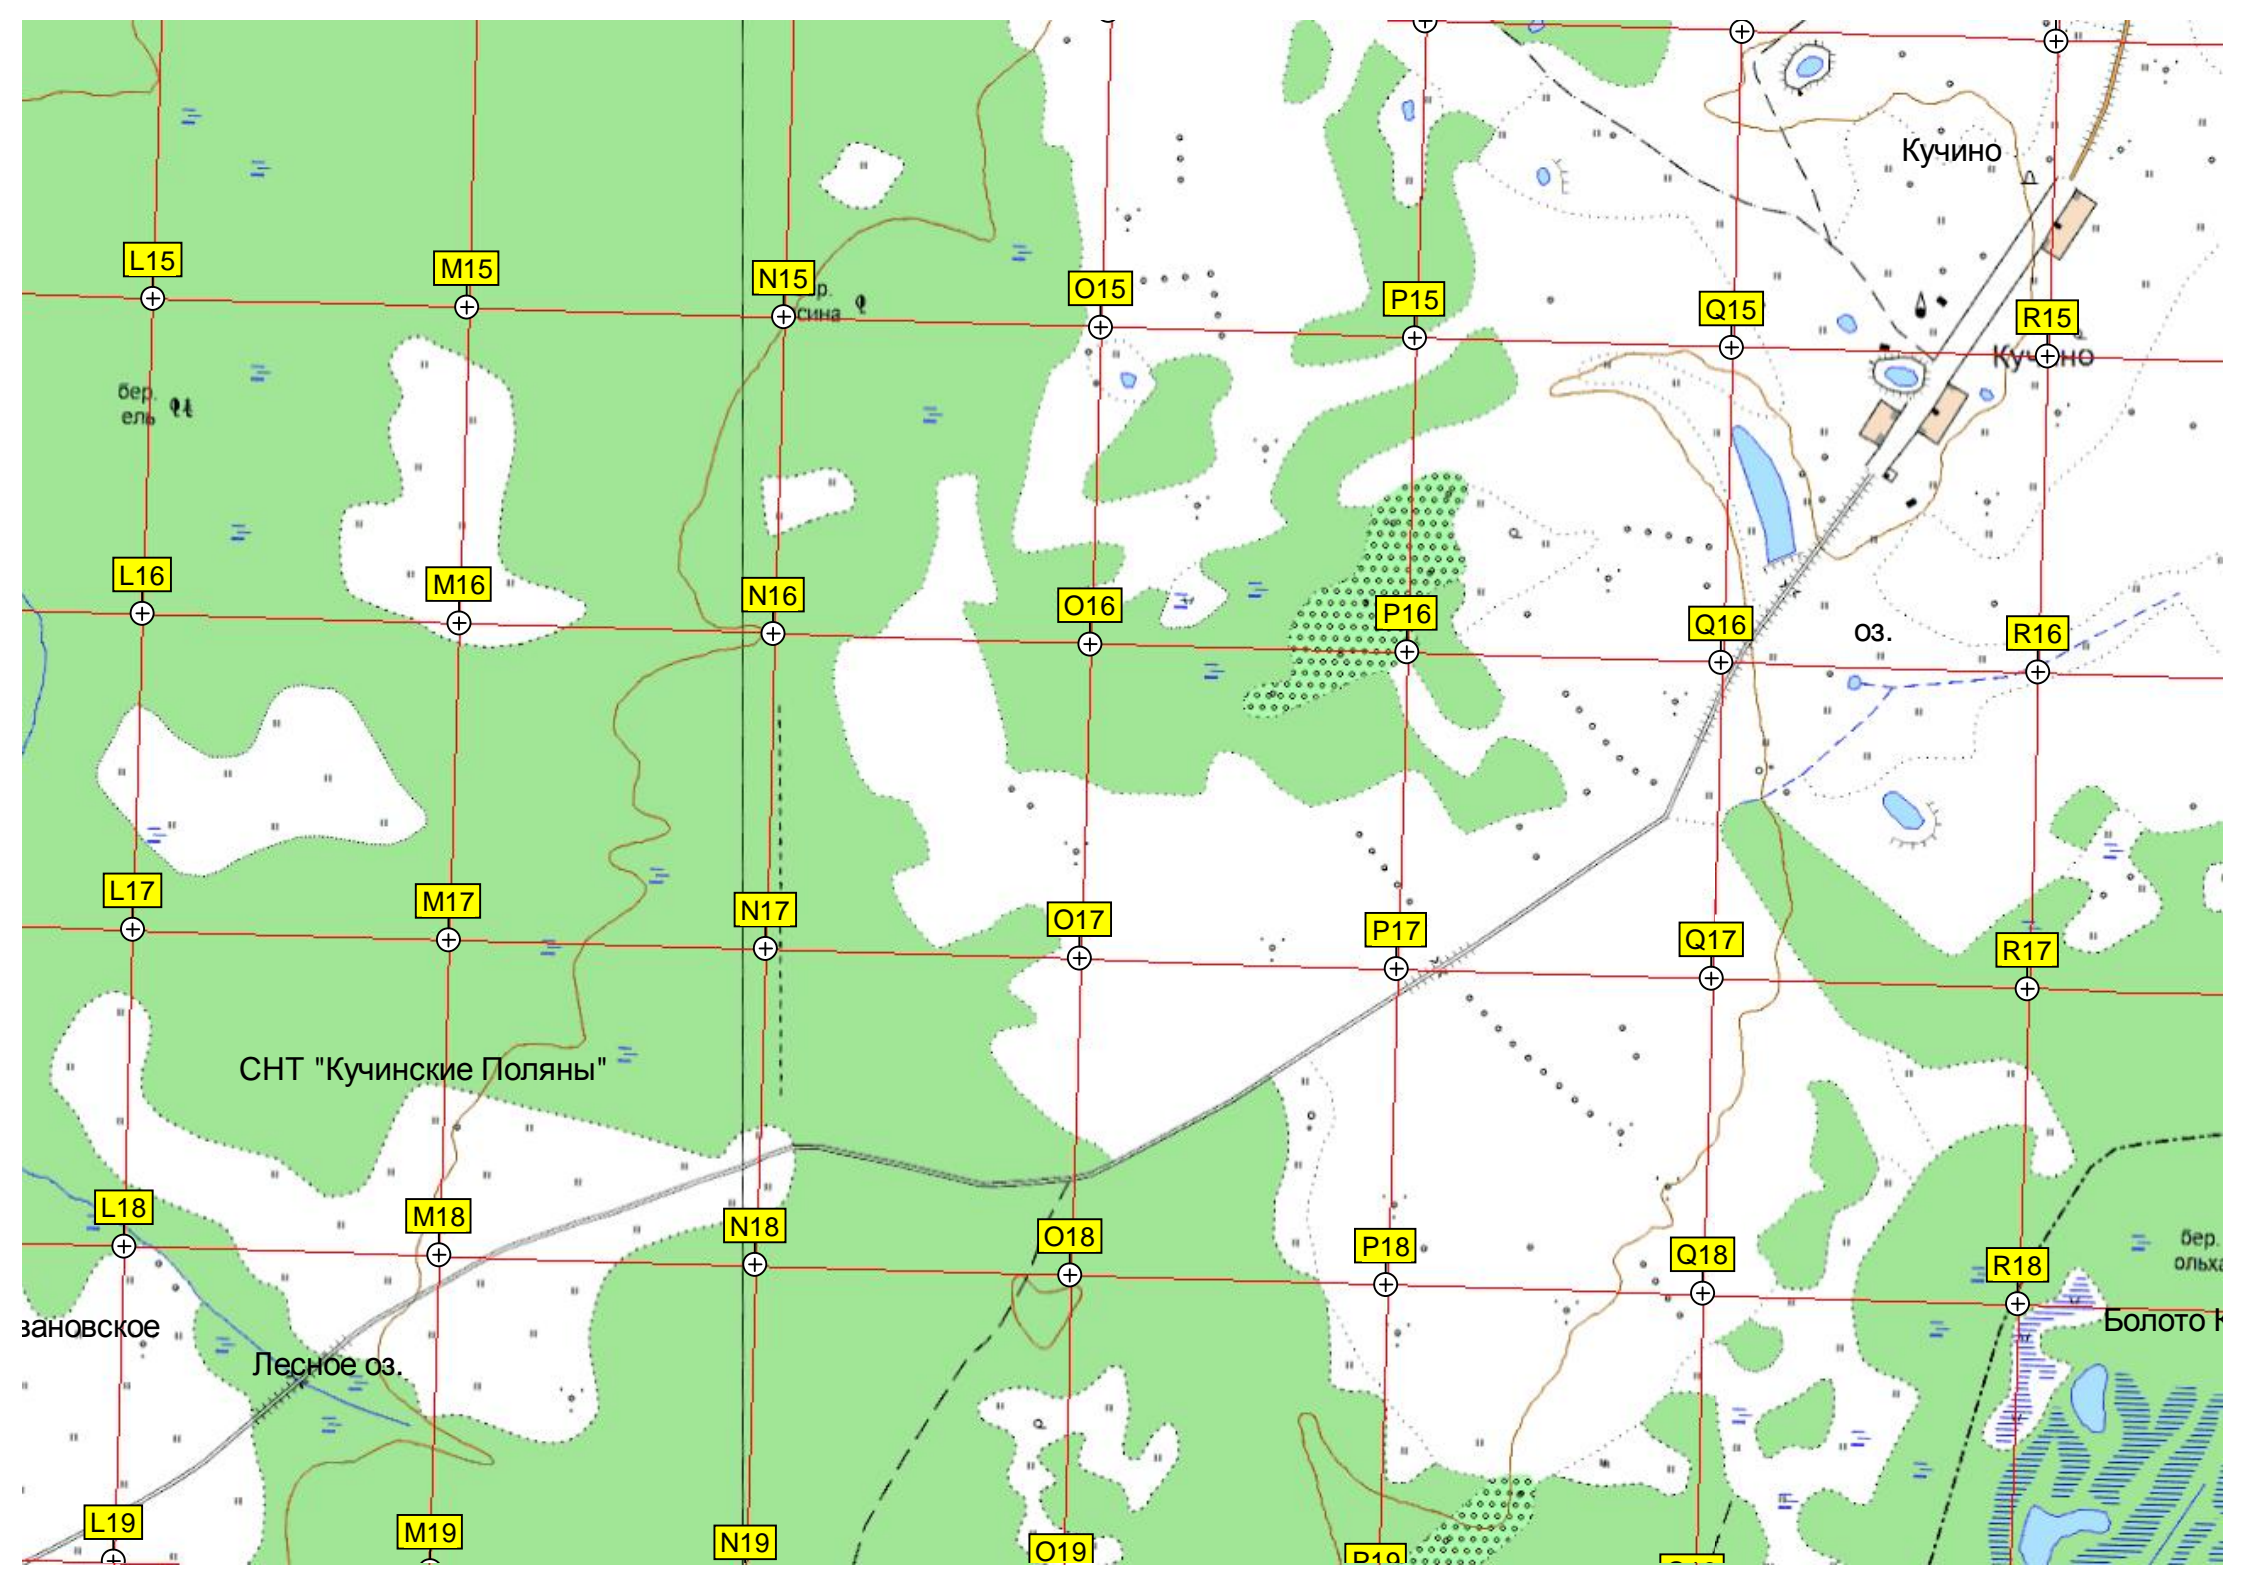 Кучино
L15
M15
N15
O15
P15
Q15
R15
сина
Кучино
бер.
ель
L16
M16
N16
O16
P16
Q16
оз.
R16
L17
M17
N17
O17
P17
Q17
R17
СНТ "Кучинские Поляны"
L18
M18
N18
O18
P18
Q18
R18
бер.
ольха
вановское
Болото К
Лесное оз.
L19
M19
N19
O19
P19